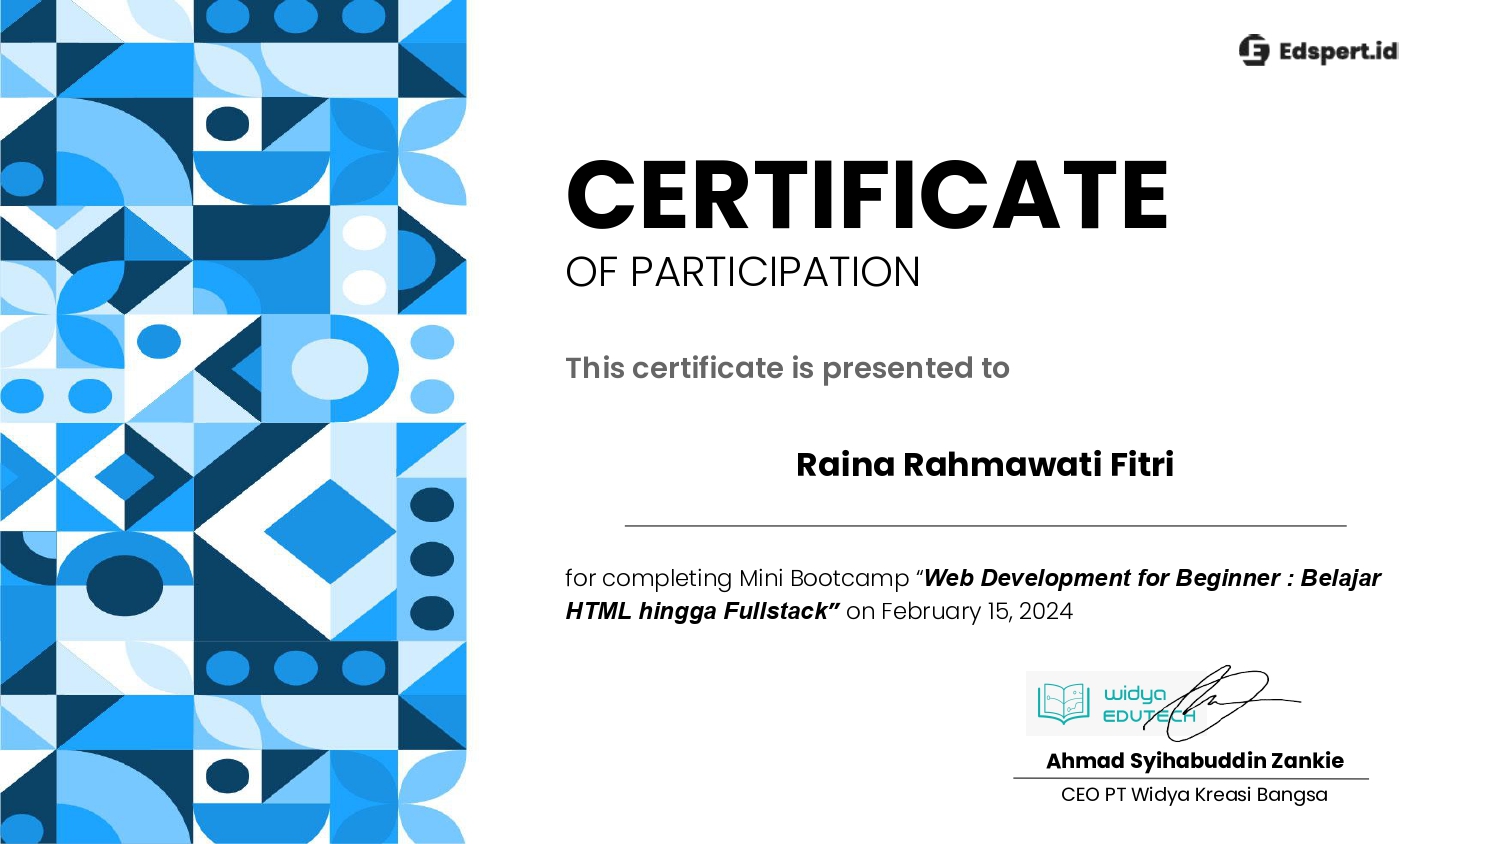 Edspert.id
CERTIFICATE
OF PARTICIPATION
This certificate is presented to
Raina Rahmawati Fitri
for completing Mini Bootcamp “Web Development for Beginner : Belajar
HTML hingga Fullstack” on February 15, 2024
widya
EDUTECH
Ahmad Syihabuddin Zankie
CEO PT Widya Kreasi Bangsa